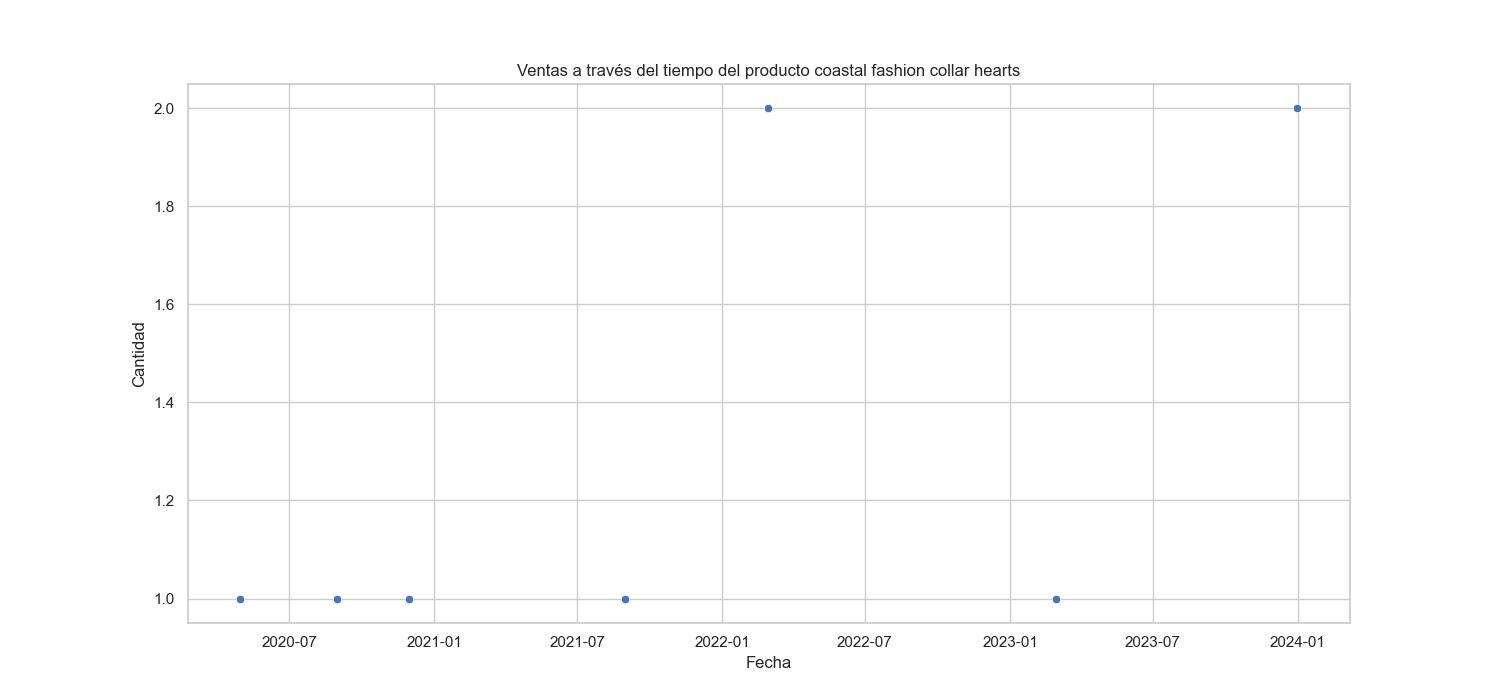 Ventas a través del tiempo del producto coastal fashion collar hearts
2.0
1.8
1.6
1.4
1.2
1.0
Cantidad
2020-07 2021-01 2021-07 2022-01 2022-07 2023-01 2023-07 2024-01
Fecha